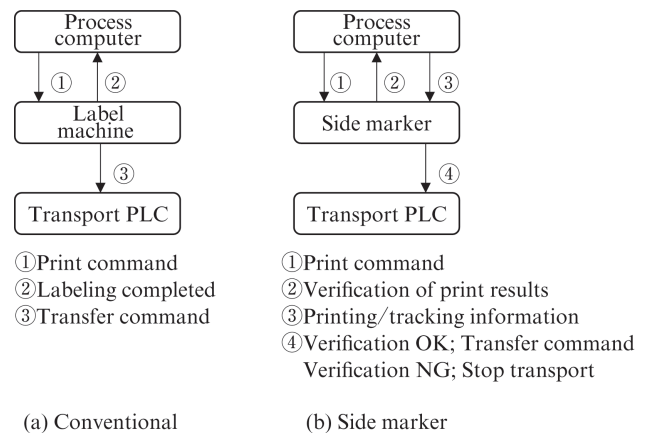 Process
computer
①
②
Label
machine
③
Transport PLC
①Print command
②Labeling completed
③Transfer command
(a) Conventional
Process
computer
①
②
③
Side marker
④
Transport PLC
①Print command
②Verification of print results
③Printing/tracking information
④Verification OK; Transfer command
Verification NG; Stop transport
(b) Side marker